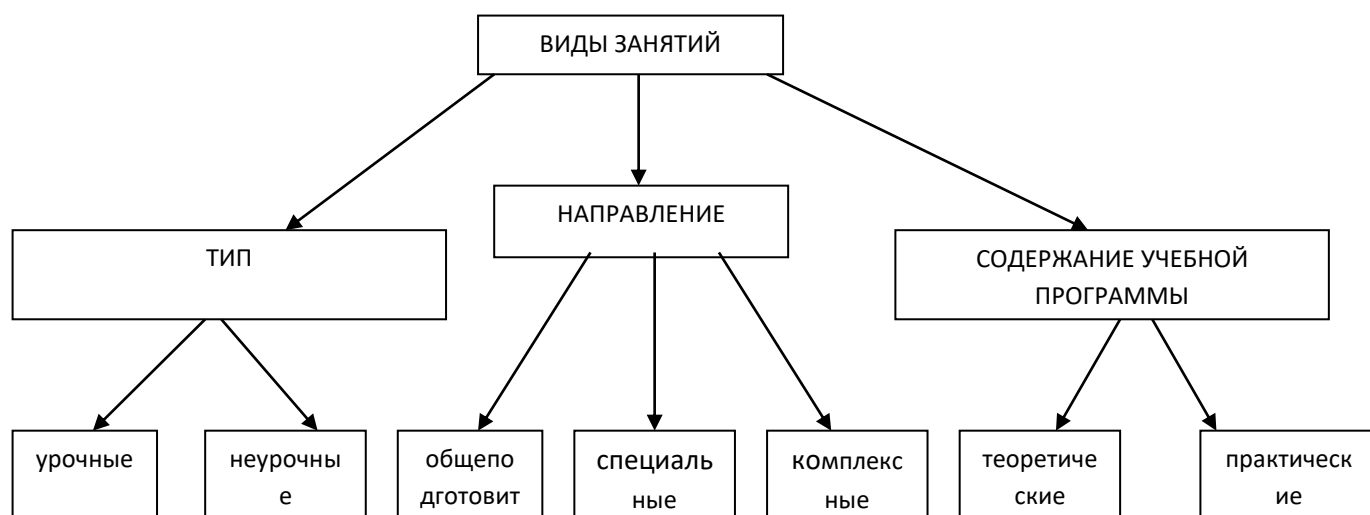 ВИДЫ ЗАНЯТИЙ
НАПРАВЛЕНИЕ
ТИП
СОДЕРЖАНИЕ УЧЕБНОЙ
ПРОГРАММЫ
урочные
неурочны
е
общепо
дготовит
специаль
ные
комплекс
ные
теоретиче
ские
практическ
ие